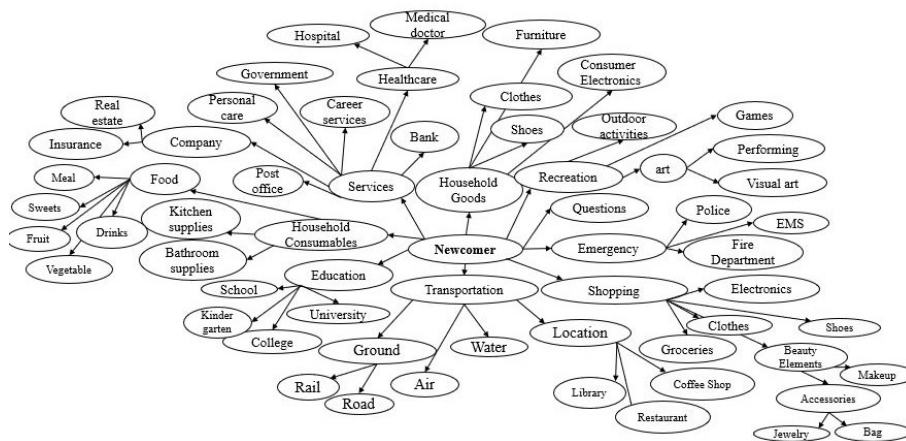 Medical
doctor
Hospital
Furniture
Government
Healthcare
Consumer
Electronics
Real
estate
Personal
care
Career
services
Clothes
Games
Insurance
Company
Bank
Shoes
Outdoor
activities
Performing
Meal
Food
Post
office
Services
Household
Goods
Recreation
art
Visual art
Sweets
Kitchen
supplies
Questions
Police
Fruit
Drinks
Household
Consumables
Newcomer
Emergency
EMS
Vegetable
Bathroom
supplies
Fire
Department
School
Education
Transportation
Shopping
Electronics
Kinder
garten
University
College
Ground
Water
Location
Clothes
Shoes
Groceries
Beauty
Elements
Makeup
Rail
Road
Air
Library
Coffee Shop
Restaurant
Accessories
Jewelry
Bag